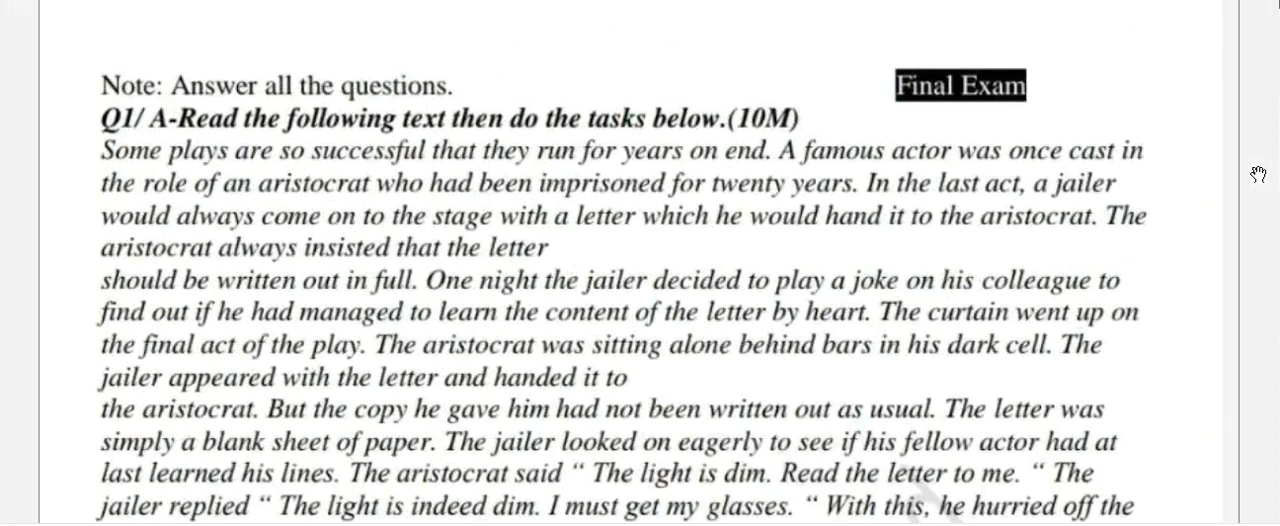 Note: Answer all the questions.
Final Exam
Q1/ A-Read the following text then do the tasks below.(10M)
Some plays are so successful that they run for years on end. A famous actor was once cast in
the role of an aristocrat who had been imprisoned for twenty years. In the last act, a jailer
would always come on to the stage with a letter which he would hand it to the aristocrat. The
aristocrat always insisted that the letter
should be written out in full. One night the jailer decided to play a joke on his colleague to
find out if he had managed to learn the content of the letter by heart. The curtain went up on
the final act of the play. The aristocrat was sitting alone behind bars in his dark cell. The
jailer appeared with the letter and handed it to
the aristocrat. But the copy he gave him had not been written out as usual. The letter was
simply a blank sheet of paper. The jailer looked on eagerly to see if his fellow actor had at
last learned his lines. The aristocrat said “ The light is dim. Read the letter to me. “ The
jailer replied “ The light is indeed dim. I must get my glasses. “ With this, he hurried off the